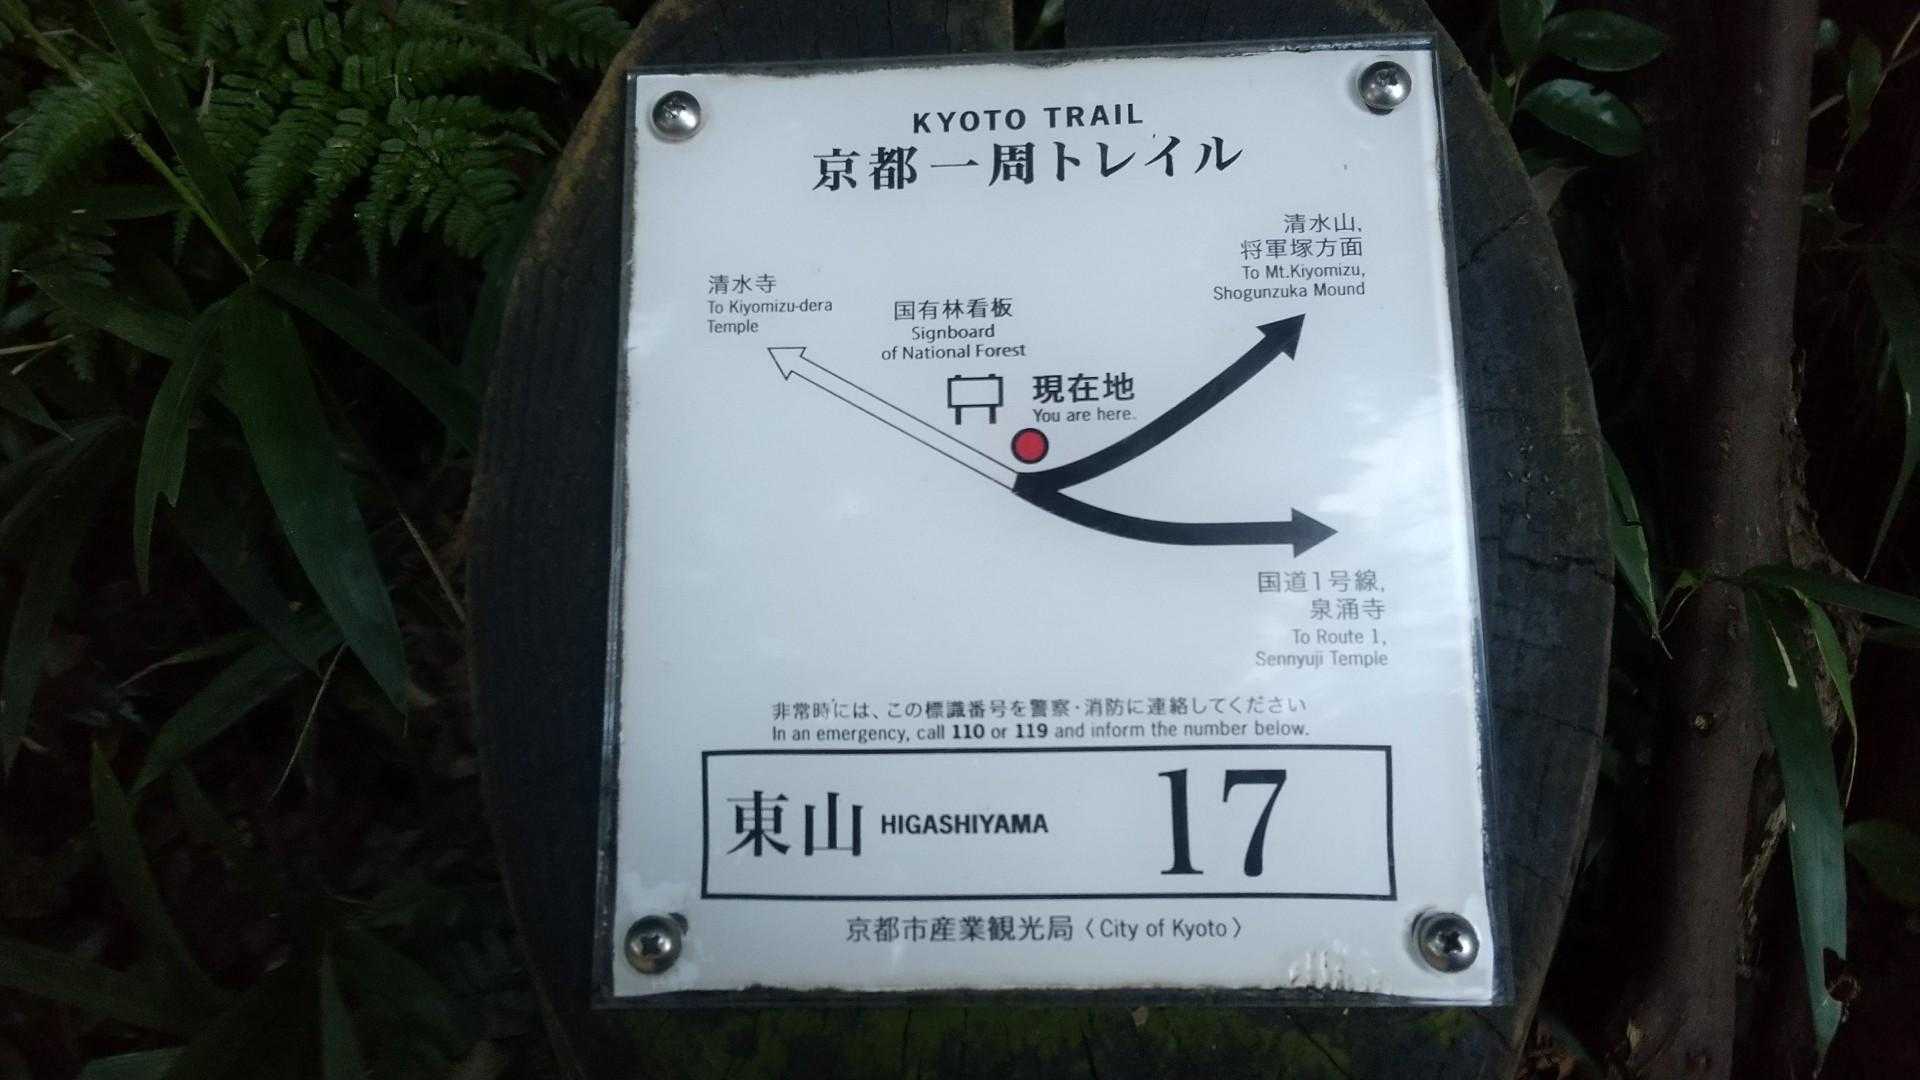 KYOTO TRAIL
京都一周トレイル
清水山,
将軍塚方面
To Mt.Kiyomizu,
Shogunzuka Mound
清水寺
To Kiyomizu-dera
Temple
国有林看板
Signboard
of National Forest
現在地
You are here.
国道1号線,
泉涌寺
To Route 1,
Sennyuji Temple
非常時には、この標識番号を警察・消防に連絡してください
In an emergency, call 110 or 119 and inform the number below.
東山 HIGASHIYAMA 17
京都市産業観光局〈City of Kyoto〉